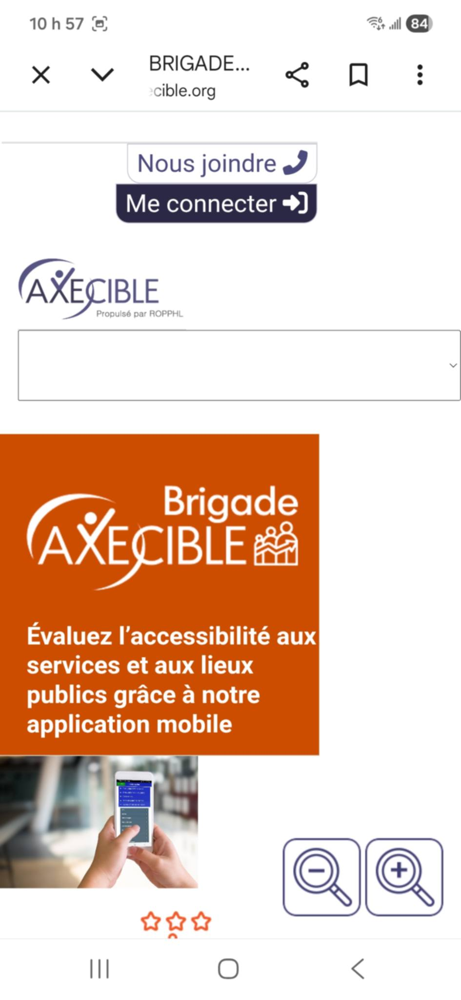 10 h 57
84
BRIGADE...
cible.org
Nous joindre
Me connecter
AXECIBLE
Propulsé par ROPPHL
Brigade
AXECIBLE
Évaluez l’accessibilité aux
services et aux lieux
publics grâce à notre
application mobile